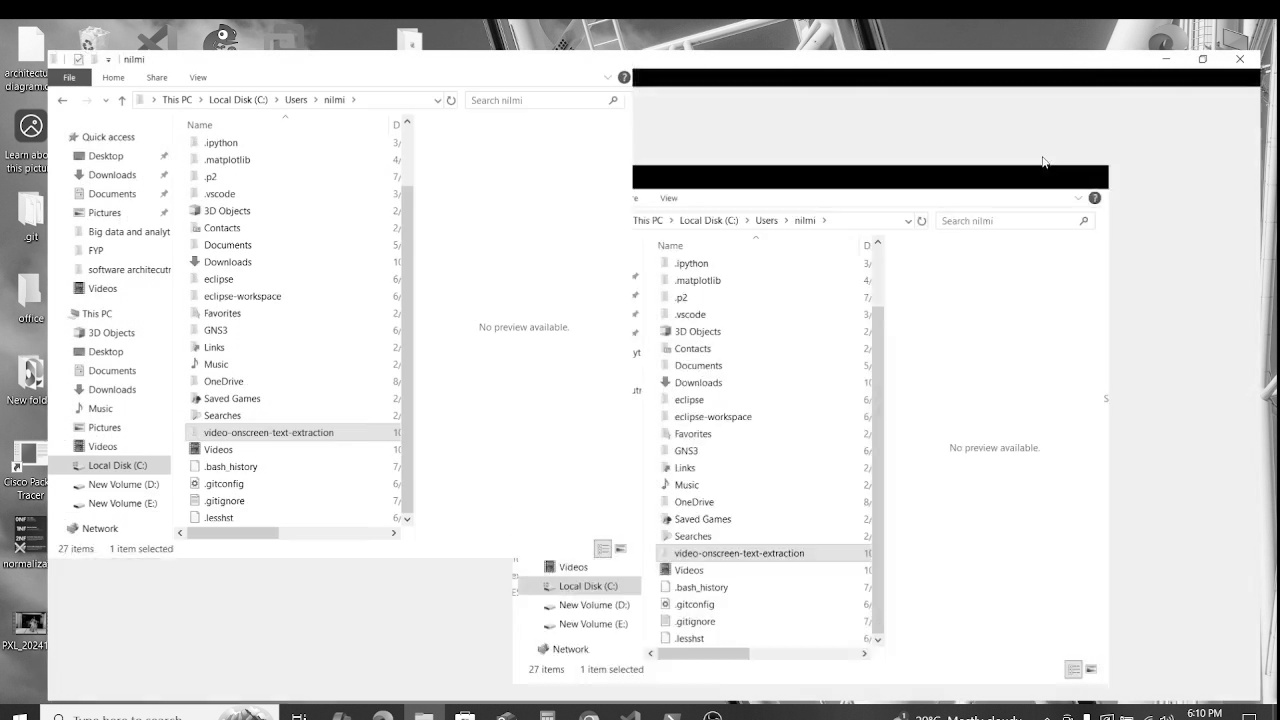 architectu
diagramd
Learn about
this pictur
.git
New folde
Cisco Pack
Tracer
normaliza
PXL_20241
nilmi
File
Home
Share
View
This PC
Local Disk (C:)
Users
nilmi
Search nilmi
Quick access
Desktop
Downloads
Documents
Pictures
Big data and analyt
FYP
software architecutr
Videos
This PC
3D Objects
Desktop
Documents
Downloads
Music
Pictures
Videos
Local Disk (C:)
New Volume (D:)
New Volume (E:)
Network
Name
D
.ipython
3/
.matplotlib
4/
.p2
7/
.vscode
3/
3D Objects
2/
Contacts
2/
Documents
5/
Downloads
10
eclipse
6/
eclipse-workspace
6/
Favorites
2/
GNS3
6/
Links
2/
Music
2/
OneDrive
8/
Saved Games
2/
Searches
2/
video-onscreen-text-extraction
10
Videos
10
.bash_history
7/
.gitconfig
6/
.gitignore
7/
.lesshst
6/
No preview available.
27 items
1 item selected
View
This PC
Local Disk (C:)
Users
nilmi
Search nilmi
Name
D
.ipython
3/
.matplotlib
4/
.p2
7/
.vscode
3/
3D Objects
2/
Contacts
2/
Documents
5/
Downloads
10
eclipse
6/
eclipse-workspace
6/
Favorites
2/
GNS3
6/
Links
2/
Music
2/
OneDrive
8/
Saved Games
2/
Searches
2/
video-onscreen-text-extraction
10
Videos
10
.bash_history
7/
.gitconfig
6/
.gitignore
7/
.lesshst
6/
No preview available.
Videos
Local Disk (C:)
New Volume (D:)
New Volume (E:)
Network
27 items
1 item selected
Type here to search
6:10 PM